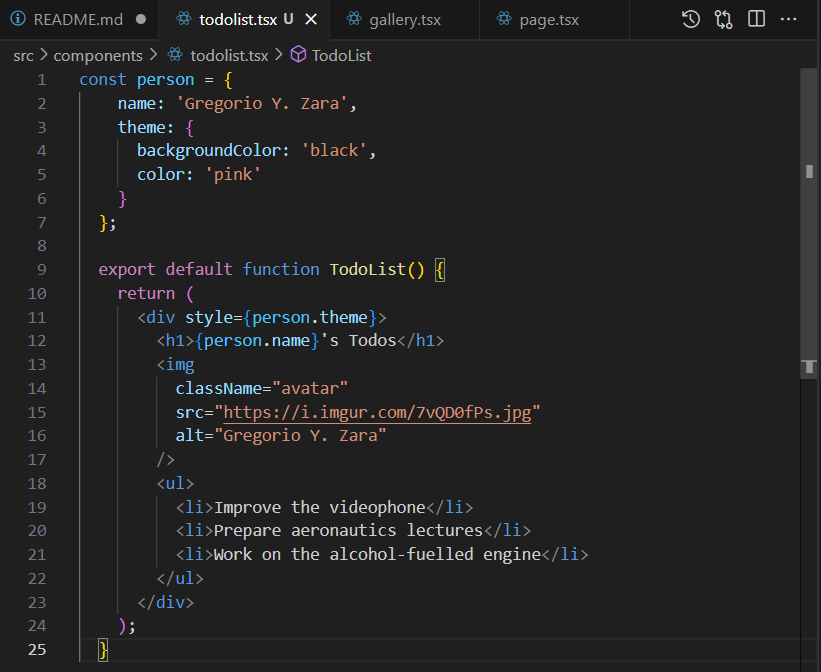 README.md ● todolist.tsx U × gallery.tsx page.tsx ...
src > components > todolist.tsx > TodoList
1 const person = {
2 name: 'Gregorio Y. Zara',
3 theme: {
4 backgroundColor: 'black',
5 color: 'pink'
6 }
7 };
8
9 export default function TodoList() {
10 return (
11 <div style={person.theme}>
12 <h1>{person.name}'s Todos</h1>
13 <img
14 className="avatar"
15 src="https://i.imgur.com/7vQD0fPs.jpg"
16 alt="Gregorio Y. Zara"
17 />
18 <ul>
19 <li>Improve the videophone</li>
20 <li>Prepare aeronautics lectures</li>
21 <li>Work on the alcohol-fuelled engine</li>
22 </ul>
23 </div>
24 );
25 }